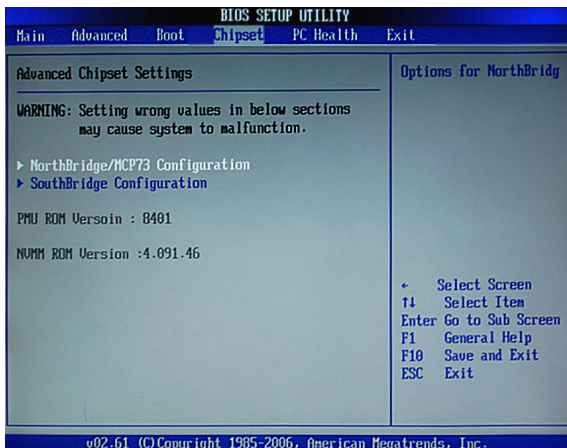 BIOS SETUP UTILITY
Main Advanced Boot Chipset PC Health Exit
Advanced Chipset Settings
WARNING: Setting wrong values in below sections
may cause system to malfunction.
▶ NorthBridge/MCP73 Configuration
▶ SouthBridge Configuration
PMU ROM Versoin : 8401
NVMM ROM Version :4.091.46
Options for NorthBridg
← Select Screen
↑↓ Select Item
Enter Go to Sub Screen
F1 General Help
F10 Save and Exit
ESC Exit
v02.61 (C)Copyright 1985-2006, American Megatrends, Inc.